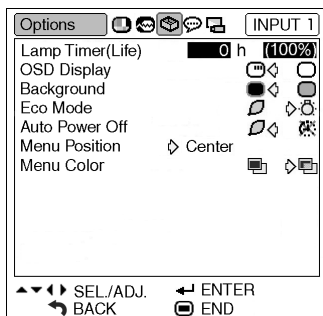 Options INPUT 1
Lamp Timer(Life) 0 h (100%)
OSD Display
Background
Eco Mode
Auto Power Off
Menu Position Center
Menu Color
SEL./ADJ. ENTER
BACK END